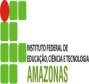 INSTITUTO FEDERAL DE
EDUCAÇÃO, CIÊNCIA E TECNOLOGIA
AMAZONAS